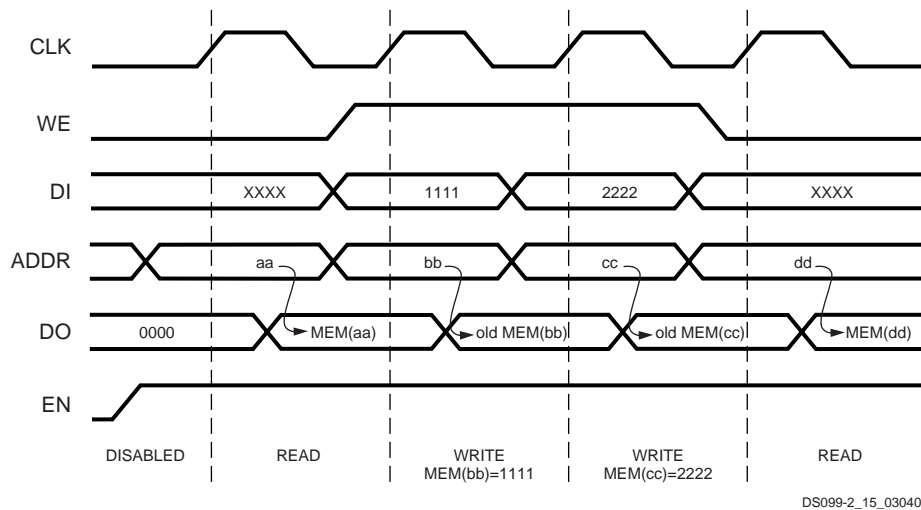 CLK
WE
DI XXXX 1111 2222 XXXX
ADDR aa bb cc dd
DO 0000 MEM(aa) old MEM(bb) old MEM(cc) MEM(dd)
EN
DISABLED READ WRITE WRITE READ
MEM(bb)=1111 MEM(cc)=2222
DS099-2_15_03040